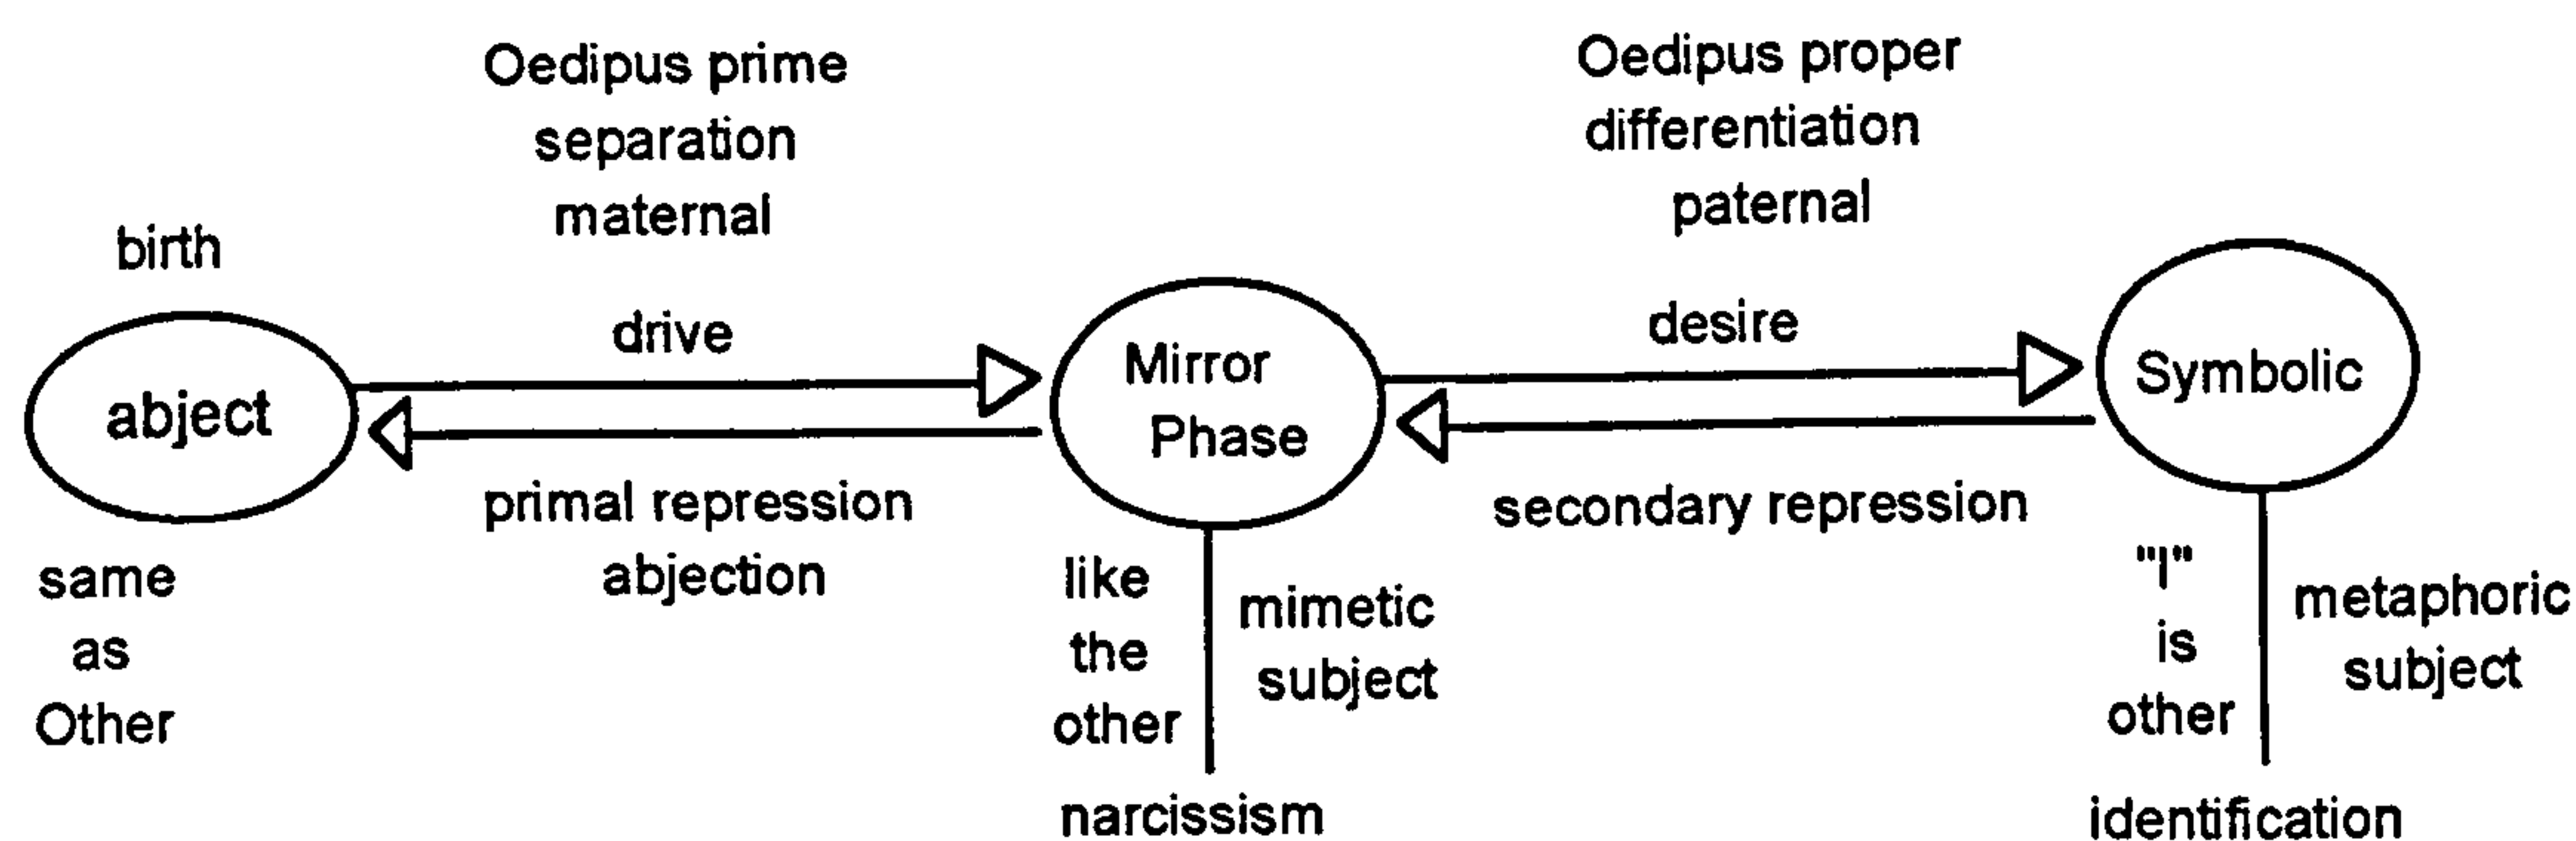 Oedipus prime
separation
maternal
Oedipus proper
differentiation
paternal
birth
drive
desire
abject
Mirror
Phase
Symbolic
primal repression
abjection
secondary repression
same
as
Other
like
the
other
mimetic
subject
narcissism
"I"
is
other
metaphoric
subject
identification